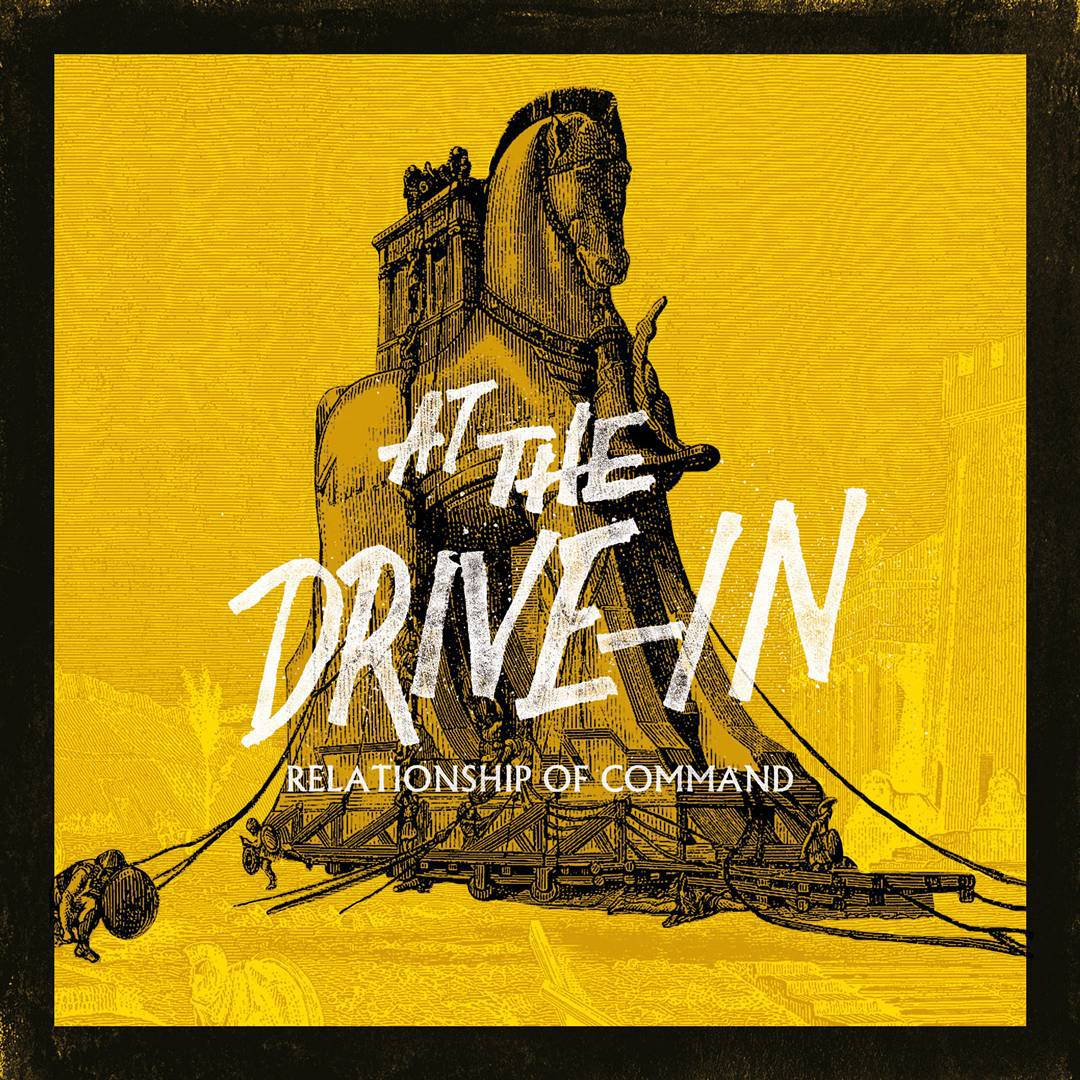 AT THE
DRIVE-IN
RELATIONSHIP OF COMMAND